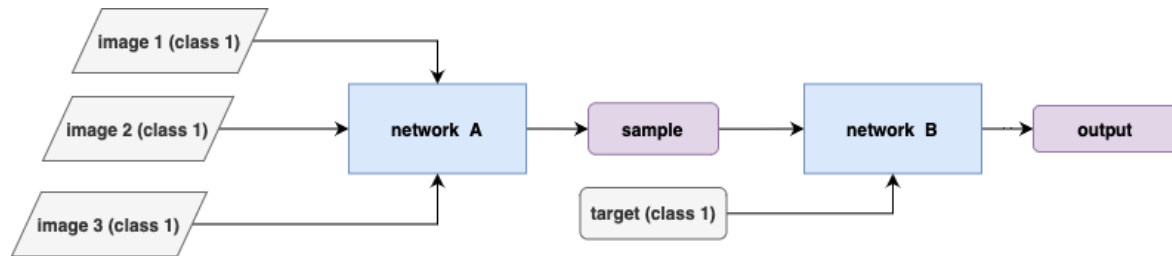 image 1 (class 1)
image 2 (class 1)
network A
sample
network B
output
image 3 (class 1)
target (class 1)